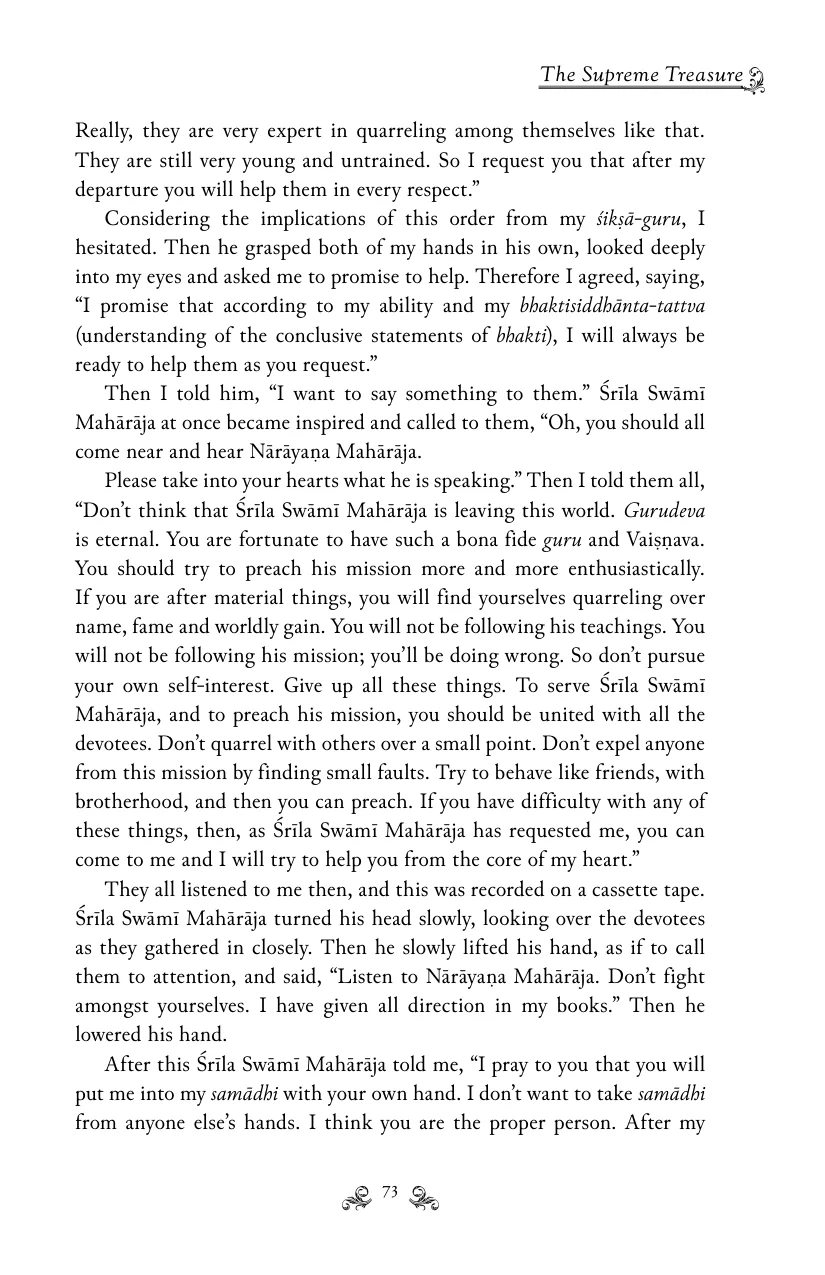 The Supreme Treasure
Really, they are very expert in quarreling among themselves like that.
They are still very young and untrained. So I request you that after my
departure you will help them in every respect.”
Considering the implications of this order from my śikṣā-guru, I
hesitated. Then he grasped both of my hands in his own, looked deeply
into my eyes and asked me to promise to help. Therefore I agreed, saying,
“I promise that according to my ability and my bhaktisiddhānta-tattva
(understanding of the conclusive statements of bhakti), I will always be
ready to help them as you request.”
Then I told him, “I want to say something to them.” Śrīla Swāmī
Mahārāja at once became inspired and called to them, “Oh, you should all
come near and hear Nārāyaṇa Mahārāja.
Please take into your hearts what he is speaking.” Then I told them all,
“Don’t think that Śrīla Swāmī Mahārāja is leaving this world. Gurudeva
is eternal. You are fortunate to have such a bona fide guru and Vaiṣṇava.
You should try to preach his mission more and more enthusiastically.
If you are after material things, you will find yourselves quarreling over
name, fame and worldly gain. You will not be following his teachings. You
will not be following his mission; you’ll be doing wrong. So don’t pursue
your own self-interest. Give up all these things. To serve Śrīla Swāmī
Mahārāja, and to preach his mission, you should be united with all the
devotees. Don’t quarrel with others over a small point. Don’t expel anyone
from this mission by finding small faults. Try to behave like friends, with
brotherhood, and then you can preach. If you have difficulty with any of
these things, then, as Śrīla Swāmī Mahārāja has requested me, you can
come to me and I will try to help you from the core of my heart.”
They all listened to me then, and this was recorded on a cassette tape.
Śrīla Swāmī Mahārāja turned his head slowly, looking over the devotees
as they gathered in closely. Then he slowly lifted his hand, as if to call
them to attention, and said, “Listen to Nārāyaṇa Mahārāja. Don’t fight
amongst yourselves. I have given all direction in my books.” Then he
lowered his hand.
After this Śrīla Swāmī Mahārāja told me, “I pray to you that you will
put me into my samādhi with your own hand. I don’t want to take samādhi
from anyone else’s hands. I think you are the proper person. After my
73